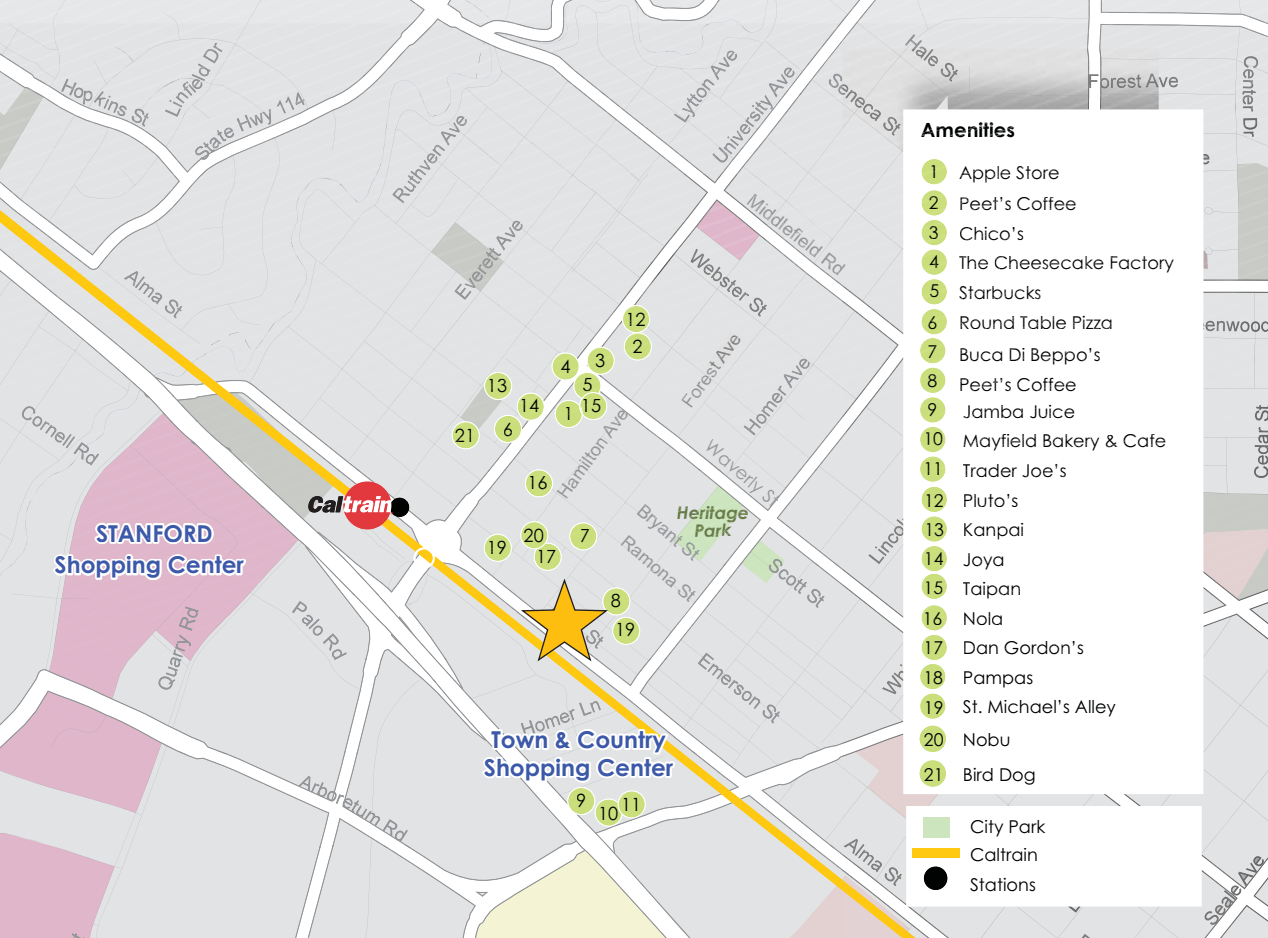 Hopkins St
Linfield Dr
State Hwy 114
Ruthven Ave
Lytton Ave
University Ave
Hale St
Seneca St
Forest Ave
Center Dr
Everett Ave
Alma St
Middlefield Rd
Webster St
Forest Ave
Homer Ave
Cornell Rd
12
2
3
4
5
13
14
15
1
6
21
Hamilton Ave
Waverly St
16
Caltrain
STANFORD
Shopping Center
Heritage
Park
Bryant St
Ramona St
Scott St
20
7
19
17
8
19
St
Quarry Rd
Palo Rd
Emerson St
Homer Ln
Town & Country
Shopping Center
9
10
11
Arboretum Rd
Alma St
Seale Ave
Cedar St
Amenities
1 Apple Store
2 Peet's Coffee
3 Chico's
4 The Cheesecake Factory
5 Starbucks
6 Round Table Pizza
7 Buca Di Beppo's
8 Peet's Coffee
9 Jamba Juice
10 Mayfield Bakery & Cafe
11 Trader Joe's
12 Pluto's
13 Kanpai
14 Joya
15 Taipan
16 Nola
17 Dan Gordon's
18 Pampas
19 St. Michael's Alley
20 Nobu
21 Bird Dog
City Park
Caltrain
Stations